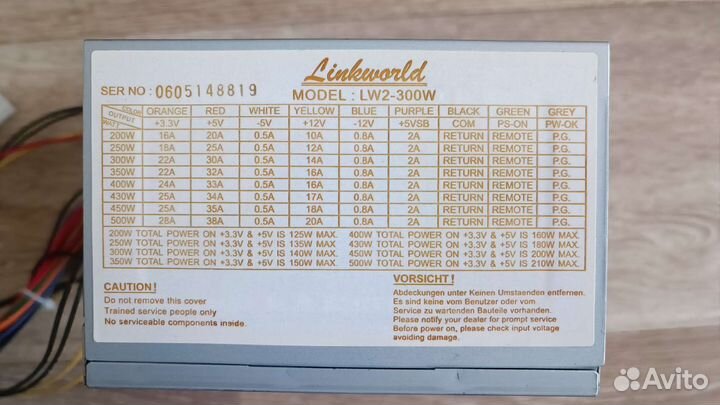 Linkworld
SER NO : 0605148819
MODEL : LW2-300W
COLOR OUTPUT WATT ORANGE RED WHITE YELLOW BLUE PURPLE BLACK GREEN GREY
+3.3V +5V -5V +12V -12V +5VSB COM PS-ON PW-OK
200W 16A 20A 0.5A 10A 0.8A 2A RETURN REMOTE P.G.
250W 18A 25A 0.5A 12A 0.8A 2A RETURN REMOTE P.G.
300W 22A 30A 0.5A 14A 0.8A 2A RETURN REMOTE P.G.
350W 22A 32A 0.5A 16A 0.8A 2A RETURN REMOTE P.G.
400W 24A 33A 0.5A 16A 0.8A 2A RETURN REMOTE P.G.
430W 25A 34A 0.5A 17A 0.8A 2A RETURN REMOTE P.G.
450W 25A 35A 0.5A 18A 0.8A 2A RETURN REMOTE P.G.
500W 28A 38A 0.5A 20A 0.8A 2A RETURN REMOTE P.G.
200W TOTAL POWER ON +3.3V & +5V IS 125W MAX. 400W TOTAL POWER ON +3.3V & +5V IS 160W MAX.
250W TOTAL POWER ON +3.3V & +5V IS 135W MAX. 430W TOTAL POWER ON +3.3V & +5V IS 180W MAX.
300W TOTAL POWER ON +3.3V & +5V IS 140W MAX. 450W TOTAL POWER ON +3.3V & +5V IS 200W MAX.
350W TOTAL POWER ON +3.3V & +5V IS 150W MAX. 500W TOTAL POWER ON +3.3V & +5V IS 210W MAX.
CAUTION!
Do not remove this cover
Trained service people only
No serviceable components inside.
VORSICHT!
Abdeckungen unter Keinen Umstaenden entfernen.
Es sind keine vom Benutzer oder vom
Service zu wartenden Bauteile vorhanden.
Please notify your dealer for prompt service
Before power on, please check input voltage
avoiding damage.
Avito